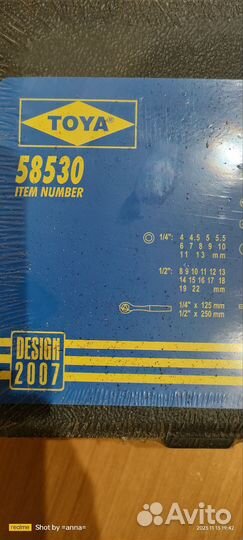 TOYA®
58530
ITEM NUMBER
1/4": 4 4.5 5 5.5
6 7 8 9 10
11 13 mm
1/2": 8 9 10 11 12 13
14 15 16 17 18
19 22 mm
1/4" x 125 mm
1/2" x 250 mm
DESIGN
2007
realme Shot by =anna=
2025.11.15 19:42
Avito